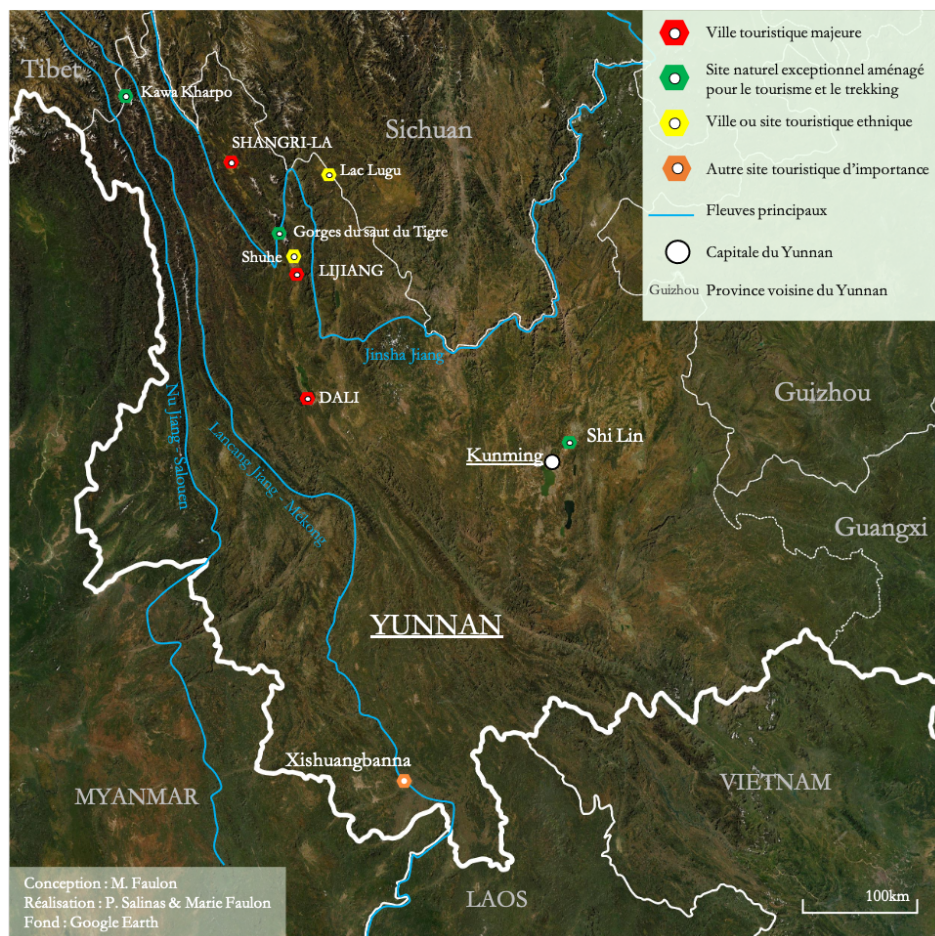 Tibet
Kawa Kharpo
Sichuan
SHANGRI-LA
Lac Lugu
Gorges du saut du Tigre
Shuhe
LIJIANG
Jinsha Jiang
DALI
Nu Jiang - Salouen
Lancang Jiang - Mékong
Shi Lin
Kunming
Guizhou
Guangxi
YUNNAN
Xishuangbanna
MYANMAR
VIETNAM
LAOS
Ville touristique majeure
Site naturel exceptionnel aménagé
pour le tourisme et le trekking
Ville ou site touristique ethnique
Autre site touristique d'importance
Fleuves principaux
Capitale du Yunnan
Guizhou Province voisine du Yunnan
Conception : M. Faulon
Réalisation : P. Salinas & Marie Faulon
Fond : Google Earth
100km